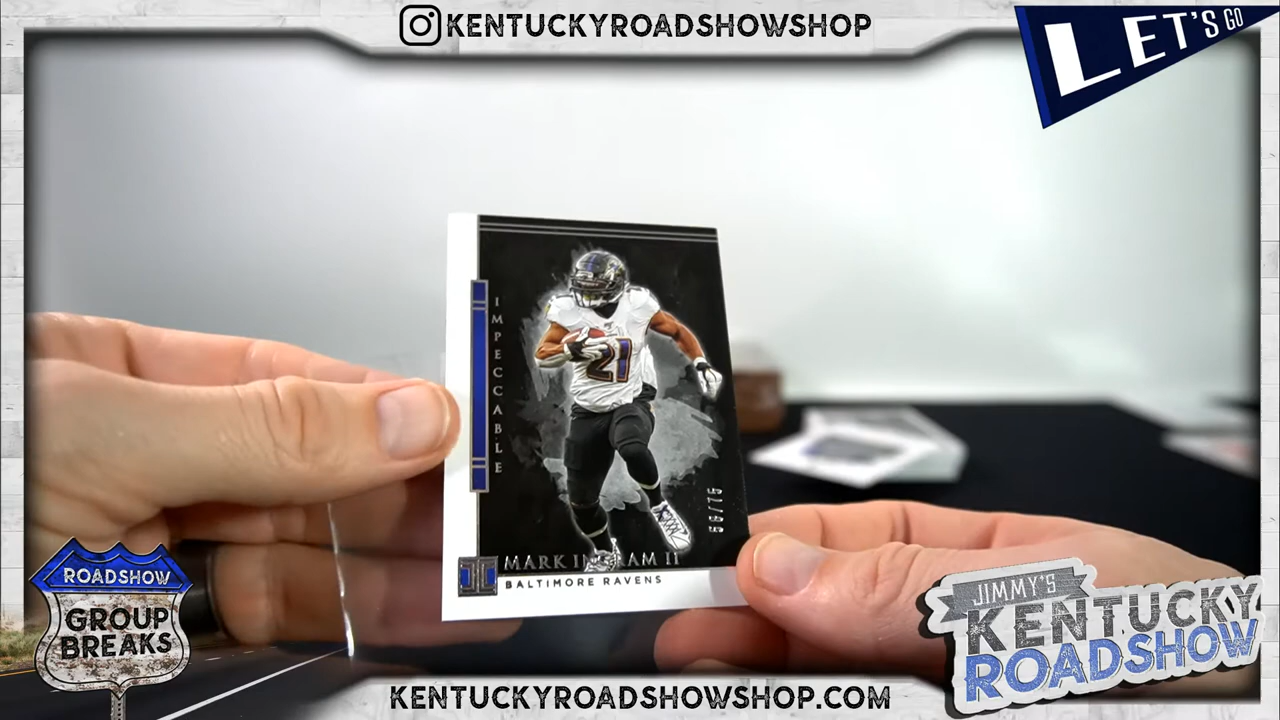 KENTUCKYROADSHOWSHOP
LET'S GO
IMPECCABLE
21
MARK INGRAM II
BALTIMORE RAVENS
ROADSHOW
GROUP
BREAKS
JIMMY'S
KENTUCKY
ROADSHOW
KENTUCKYROADSHOWSHOP.COM